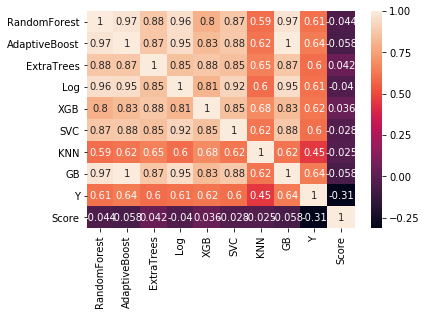 RandomForest 1 0.97 0.88 0.96 0.8 0.87 0.59 0.97 0.61 -0.044
AdaptiveBoost 0.97 1 0.87 0.95 0.83 0.88 0.62 1 0.64 -0.058
ExtraTrees 0.88 0.87 1 0.85 0.88 0.85 0.65 0.87 0.6 0.042
Log 0.96 0.95 0.85 1 0.81 0.92 0.6 0.95 0.61 -0.04
XGB 0.8 0.83 0.88 0.81 1 0.85 0.68 0.83 0.62 0.036
SVC 0.87 0.88 0.85 0.92 0.85 1 0.62 0.88 0.6 -0.028
KNN 0.59 0.62 0.65 0.6 0.68 0.62 1 0.62 0.45 -0.025
GB 0.97 1 0.87 0.95 0.83 0.88 0.62 1 0.64 -0.058
Y 0.61 0.64 0.6 0.61 0.62 0.6 0.45 0.64 1 -0.31
Score -0.044 -0.058 0.042 -0.04 0.036 -0.028 -0.025 -0.058 -0.31 1
RandomForest
AdaptiveBoost
ExtraTrees
Log
XGB
SVC
KNN
GB
Y
Score
1.00
0.75
0.50
0.25
0.00
−0.25